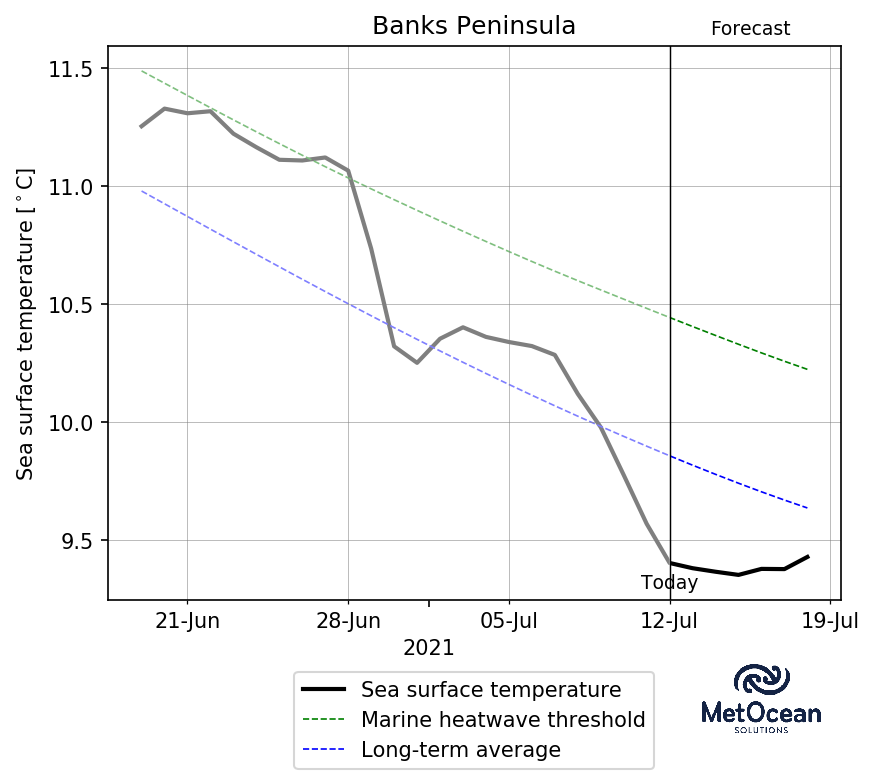 Banks Peninsula
Forecast
Sea surface temperature [°C]
11.5
11.0
10.5
10.0
9.5
Today
21-Jun 28-Jun 05-Jul 12-Jul 19-Jul
2021
Sea surface temperature
Marine heatwave threshold
Long-term average
MetOcean
SOLUTIONS